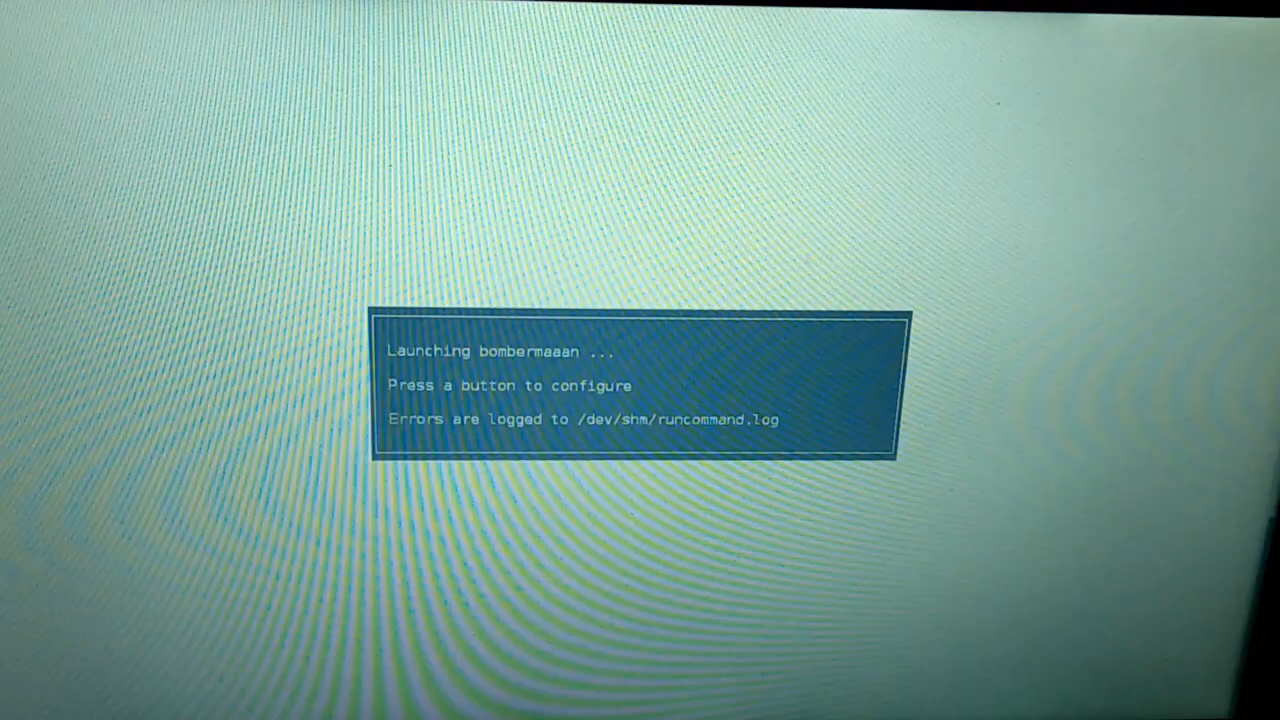 Launching bombermaaan ...
Press a button to configure
Errors are logged to /dev/shm/runcommand.log